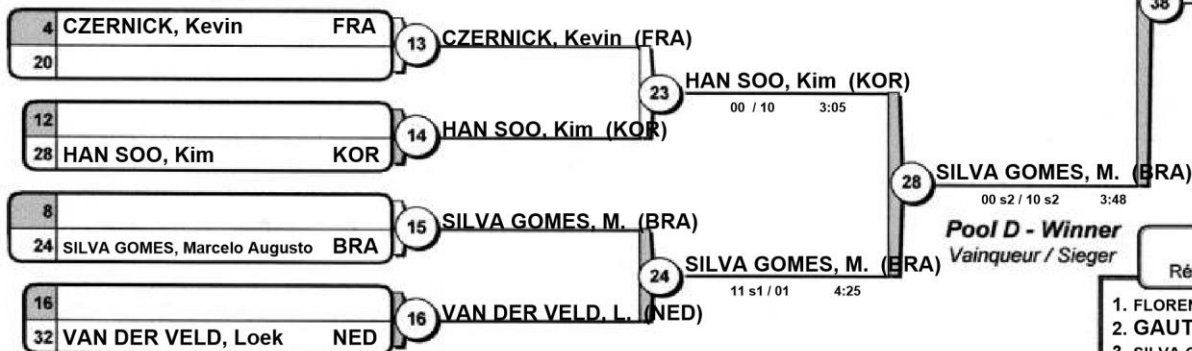 38
4 CZERNICK, Kevin FRA
20
13 CZERNICK, Kevin (FRA)
23 HAN SOO, Kim (KOR)
00 / 10 3:05
12
28 HAN SOO, Kim KOR
14 HAN SOO, Kim (KOR)
28 SILVA GOMES, M. (BRA)
00 s2 / 10 s2 3:48
8
24 SILVA GOMES, Marcelo Augusto BRA
15 SILVA GOMES, M. (BRA)
Pool D - Winner
Vainqueur / Sieger
24 SILVA GOMES, M. (BRA)
11 s1 / 01 4:25
16
32 VAN DER VELD, Loek NED
16 VAN DER VELD, L. (NED)
Ré
1. FLOREN
2. GAUT